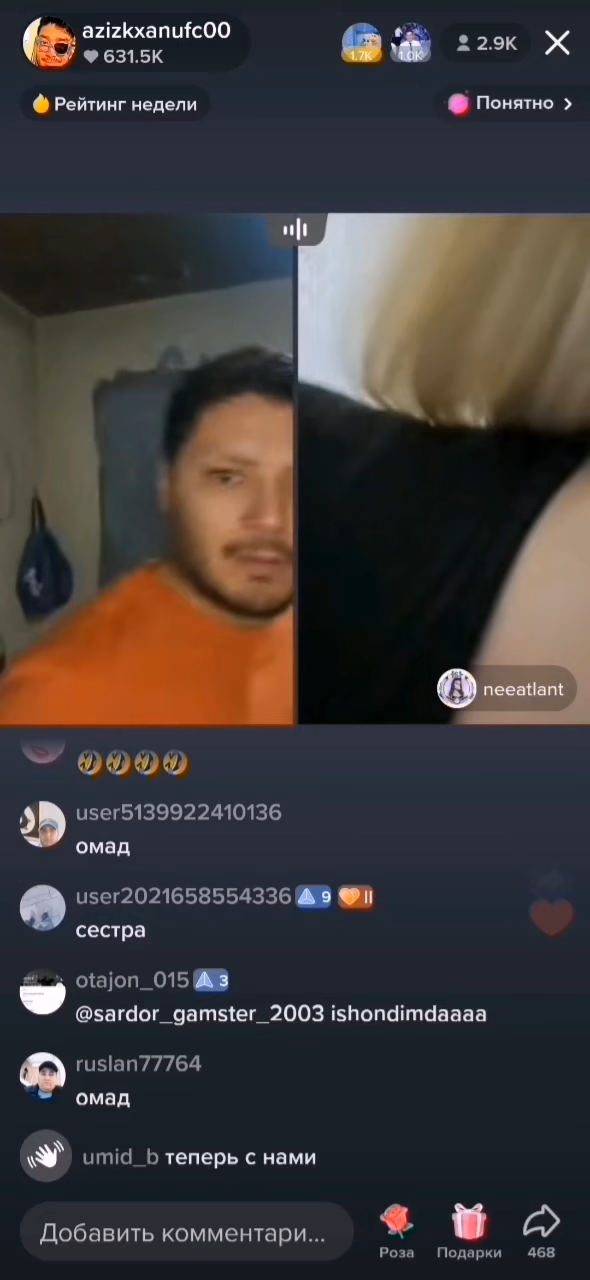 azizkxanufc00
631.5K
1.7K
1.0K
2.9K
Рейтинг недели
Понятно
neeatlant
user5139922410136
омад
user2021658554336 9 II
сестра
otajon_015 3
@sardor_gamster_2003 ishondimdaaaa
ruslan77764
омад
umid_b теперь с нами
Добавить комментари...
Роза
Подарки
468